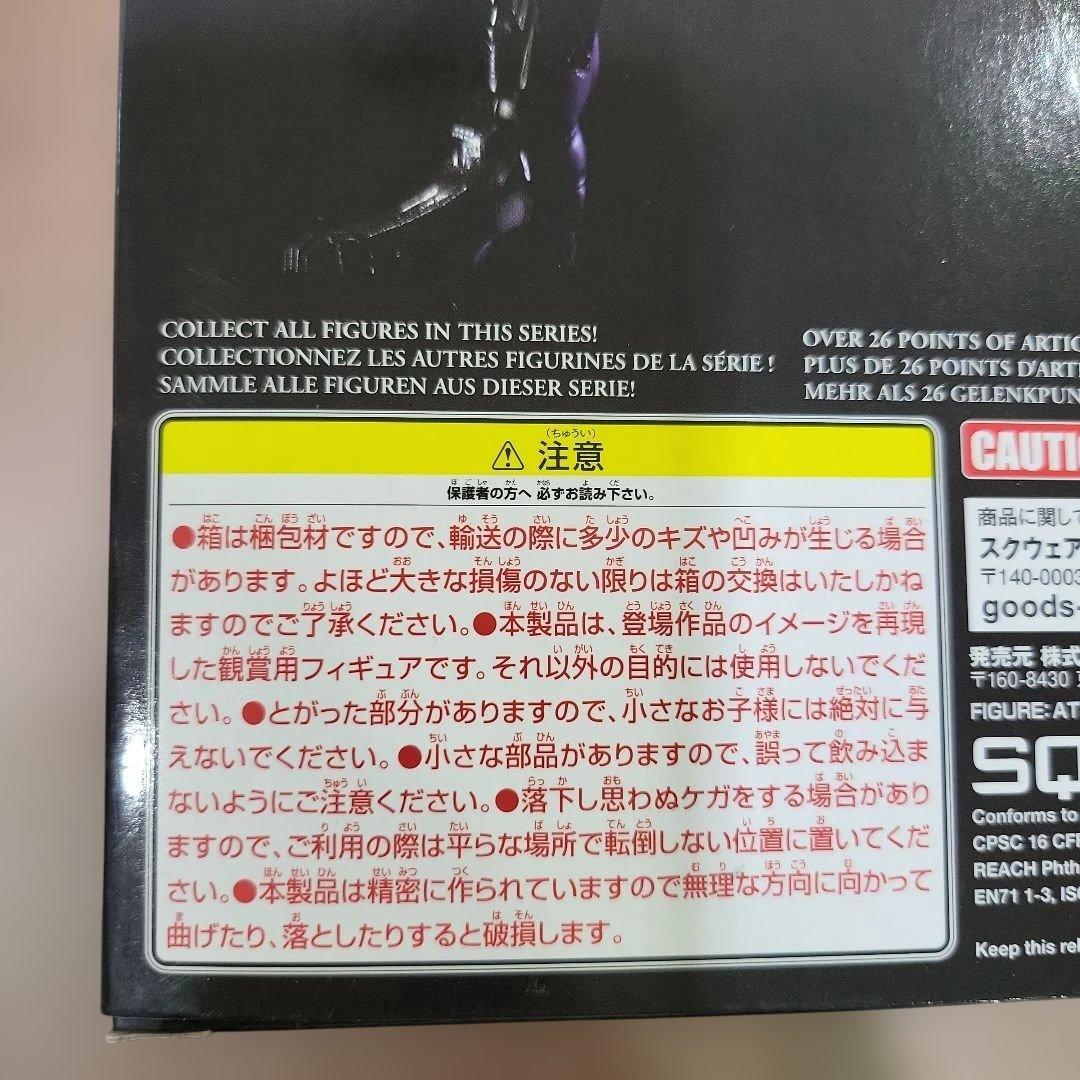 COLLECT ALL FIGURES IN THIS SERIES!
COLLECTIONNEZ LES AUTRES FIGURINES DE LA SÉRIE !
SAMMLE ALLE FIGUREN AUS DIESER SERIE!
OVER 26 POINTS OF
PLUS DE 26 POINTS
MEHR ALS 26
(ちゅうい)
注意
保護者の方へ 必ずお読み下さい。
●箱は梱包材ですので、輸送の際に多少のキズや凹みが生じる場合
があります。よほど大きな損傷のない限りは箱の交換はいたしかね
ますのでご了承ください。●本製品は、登場作品のイメージを再現
した観賞用フィギュアです。それ以外の目的には使用しないでくだ
さい。●とがった部分がありますので、小さなお子様には絶対に与
えないでください。●小さな部品がありますので、誤って飲み込ま
ないようにご注意ください。●落下し思わぬケガをする場合があり
ますので、ご利用の際は平らな場所で転倒しない位置に置いてくだ
さい。●本製品は精密に作られていますので無理な方向に向かって
曲げたり、落としたりすると破損します。
商品に関して
スクウェア
〒140-0003
goods-
発売元 株式
〒160-8430
FIGURE: AT
SQ
Conforms to
CPSC 16
REACH
EN71 1-3,
Keep this